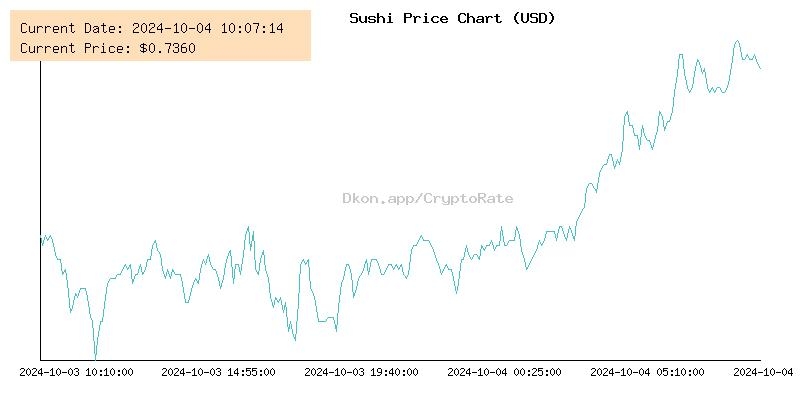 Sushi Price Chart (USD)
Current Date: 2024-10-04 10:07:14
Current Price: $0.7360
Dkon.app/CryptoRate
2024-10-03 10:10:00 2024-10-03 14:55:00 2024-10-03 19:40:00 2024-10-04 00:25:00 2024-10-04 05:10:00 2024-10-04